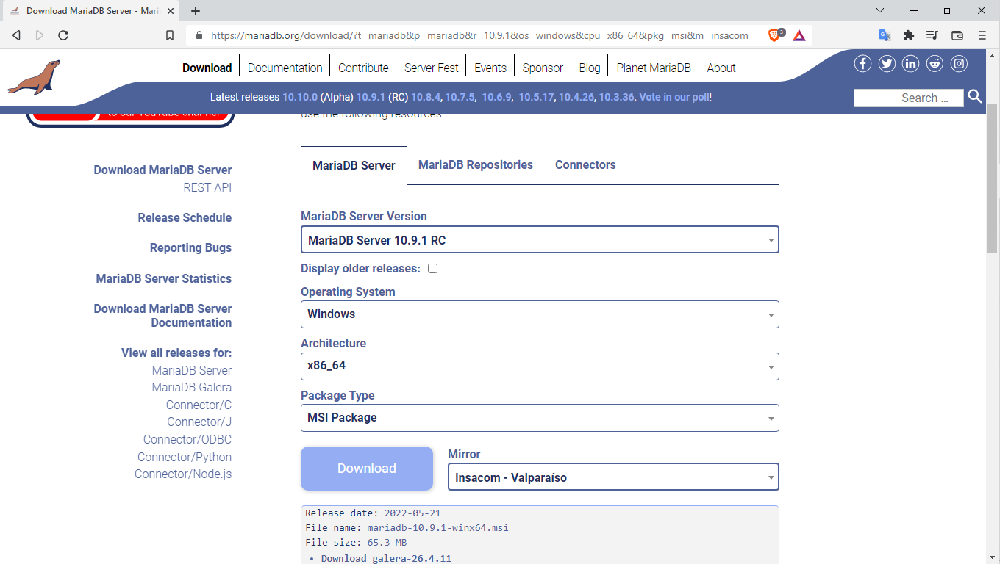 Download MariaDB Server - Mari
https://mariadb.org/download/?t=mariadb&p=mariadb&r=10.9.1&os=windows&cpu=x86_64&pkg=msi&m=insacom
3
Download
Documentation
Contribute
Server Fest
Events
Sponsor
Blog
Planet MariaDB
About
Latest releases 10.10.0 (Alpha) 10.9.1 (RC) 10.8.4, 10.7.5, 10.6.9, 10.5.17, 10.4.26, 10.3.36. Vote in our poll!
Search ...
to our YouTube channel
use the following resources.
Download MariaDB Server
REST API
Release Schedule
Reporting Bugs
MariaDB Server Statistics
Download MariaDB Server
Documentation
View all releases for:
MariaDB Server
MariaDB Galera
Connector/C
Connector/J
Connector/ODBC
Connector/Python
Connector/Node.js
MariaDB Server
MariaDB Repositories
Connectors
MariaDB Server Version
MariaDB Server 10.9.1 RC
Display older releases:
Operating System
Windows
Architecture
x86_64
Package Type
MSI Package
Download
Mirror
Insacom - Valparaíso
Release date: 2022-05-21
File name: mariadb-10.9.1-winx64.msi
File size: 65.3 MB
• Download galera-26.4.11